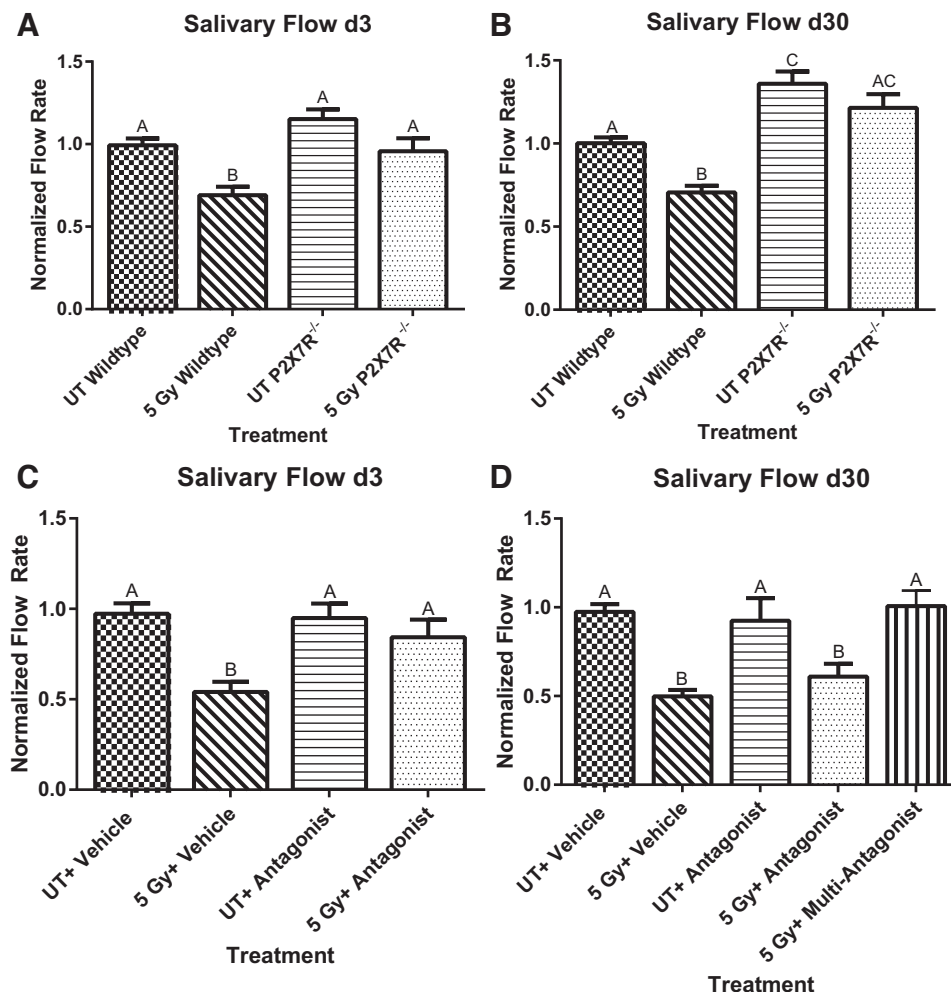 A
Salivary Flow d3
Normalized Flow Rate
1.5
1.0
0.5
0.0
A
B
A
A
UT Wildtype
5 Gy Wildtype
UT P2X7R-/-
5 Gy P2X7R-/-
Treatment
B
Salivary Flow d30
Normalized Flow Rate
1.5
1.0
0.5
0.0
A
B
C
AC
UT Wildtype
5 Gy Wildtype
UT P2X7R-/-
5 Gy P2X7R-/-
Treatment
C
Salivary Flow d3
Normalized Flow Rate
1.5
1.0
0.5
0.0
A
B
A
A
UT+ Vehicle
5 Gy+ Vehicle
UT+ Antagonist
5 Gy+ Antagonist
Treatment
D
Salivary Flow d30
Normalized Flow Rate
1.5
1.0
0.5
0.0
A
B
A
B
A
UT+ Vehicle
5 Gy+ Vehicle
UT+ Antagonist
5 Gy+ Antagonist
5 Gy+ Multi-Antagonist
Treatment